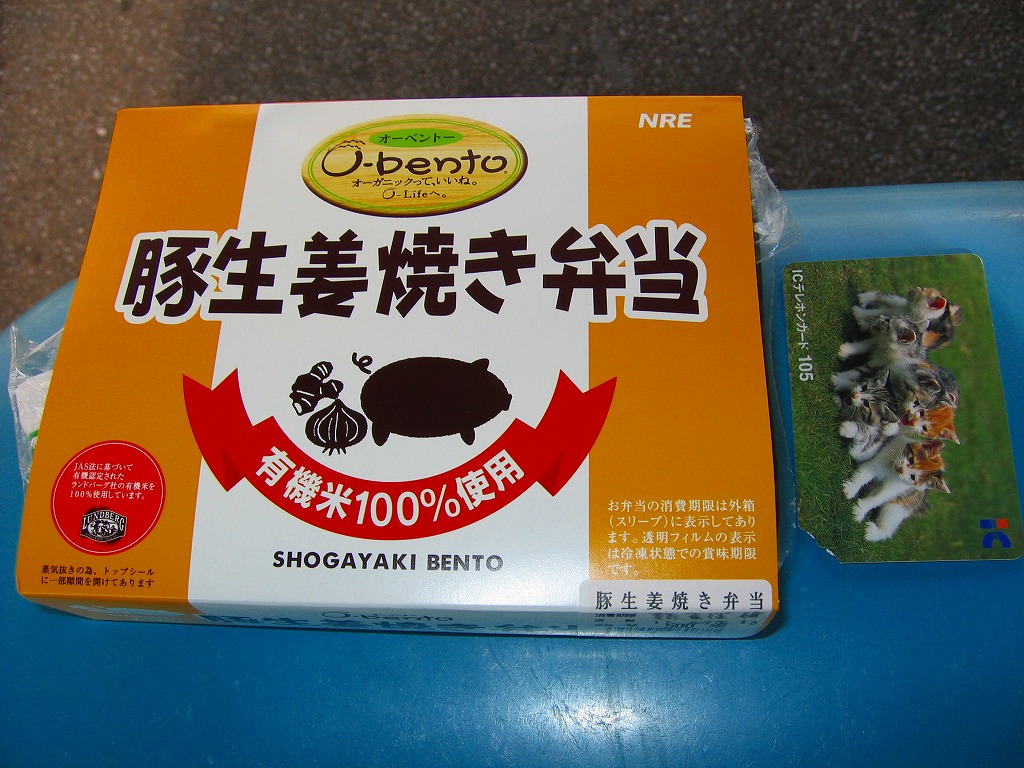 NRE
オーベントー
O-bento
オーガニックって、いいね。
O-Lifeへ。
豚生姜焼き弁当
有機米100%使用
SHOGAYAKI BENTO
JAS法に基づいて
有機認定された
ランドバーグ社の有機米を
100%使用しています。
LUNDBERG
蒸気抜きの為、トップシール
に一部隙間を開けてあります
お弁当の消費期限は外箱
(スリーブ)に表示してあり
ます。透明フィルムの表示
は冷凍状態での賞味期限
です。
豚生姜焼き弁当
O-bento
ICテレホンカード 105